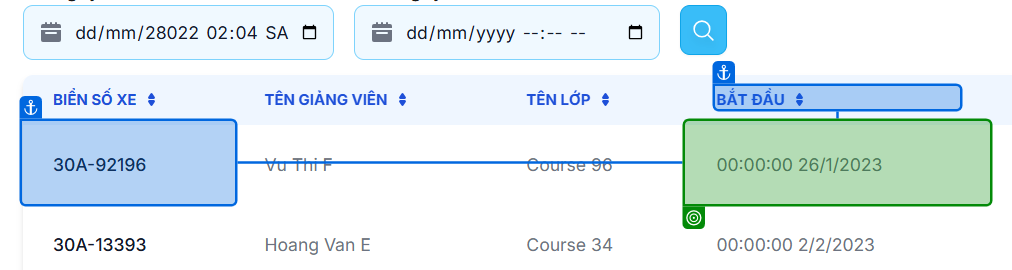 dd/mm/28022 02:04 SA dd/mm/yyyy --:-- --
BIỂN SỐ XE TÊN GIẢNG VIÊN TÊN LỚP BẮT ĐẦU
30A-92196 Vu Thi F Course 96 00:00:00 26/1/2023
30A-13393 Hoang Van E Course 34 00:00:00 2/2/2023